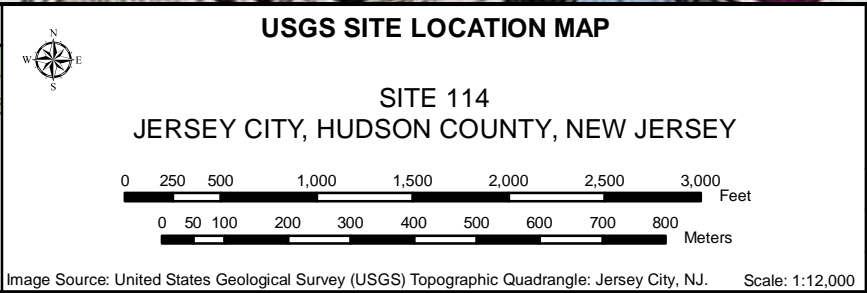 USGS SITE LOCATION MAP
N
W E
S
SITE 114
JERSEY CITY, HUDSON COUNTY, NEW JERSEY
0 250 500 1,000 1,500 2,000 2,500 3,000
Feet
0 50 100 200 300 400 500 600 700 800
Meters
Image Source: United States Geological Survey (USGS) Topographic Quadrangle: Jersey City, NJ. Scale: 1:12,000